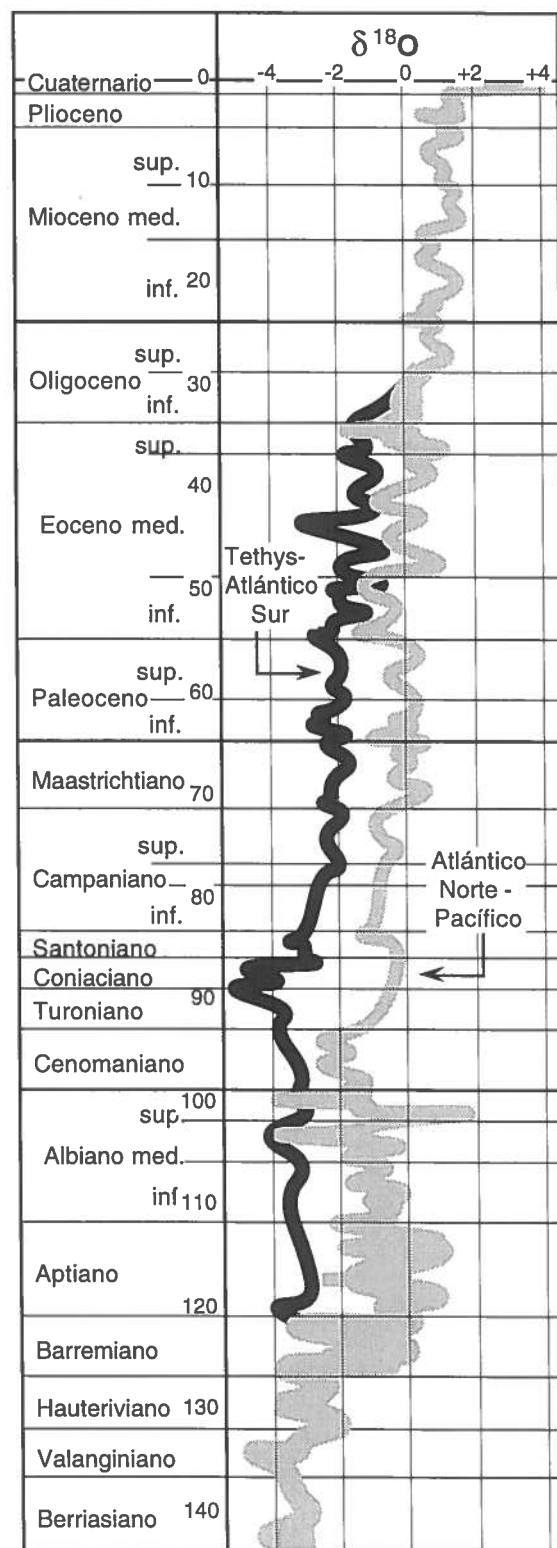 δ18O
-4 -2 0 +2
Cuaternario 0
Plioceno
sup. 10
Mioceno med.
inf. 20
sup.
Oligoceno 30
inf.
sup.
40
Eoceno med.
50
inf.
Tethys-
Atlántico
Sur
sup.
Paleoceno 60
inf.
Maastrichtiano 70
sup.
Campaniano 80
inf.
Atlántico
Norte -
Pacífico
Santoniano
Coniaciano
90
Turoniano
Cenomaniano
100
sup.
Albiano med.
inf 110
Aptiano
120
Barremiano
Hauteriviano 130
Valanginiano
Berriasiano 140